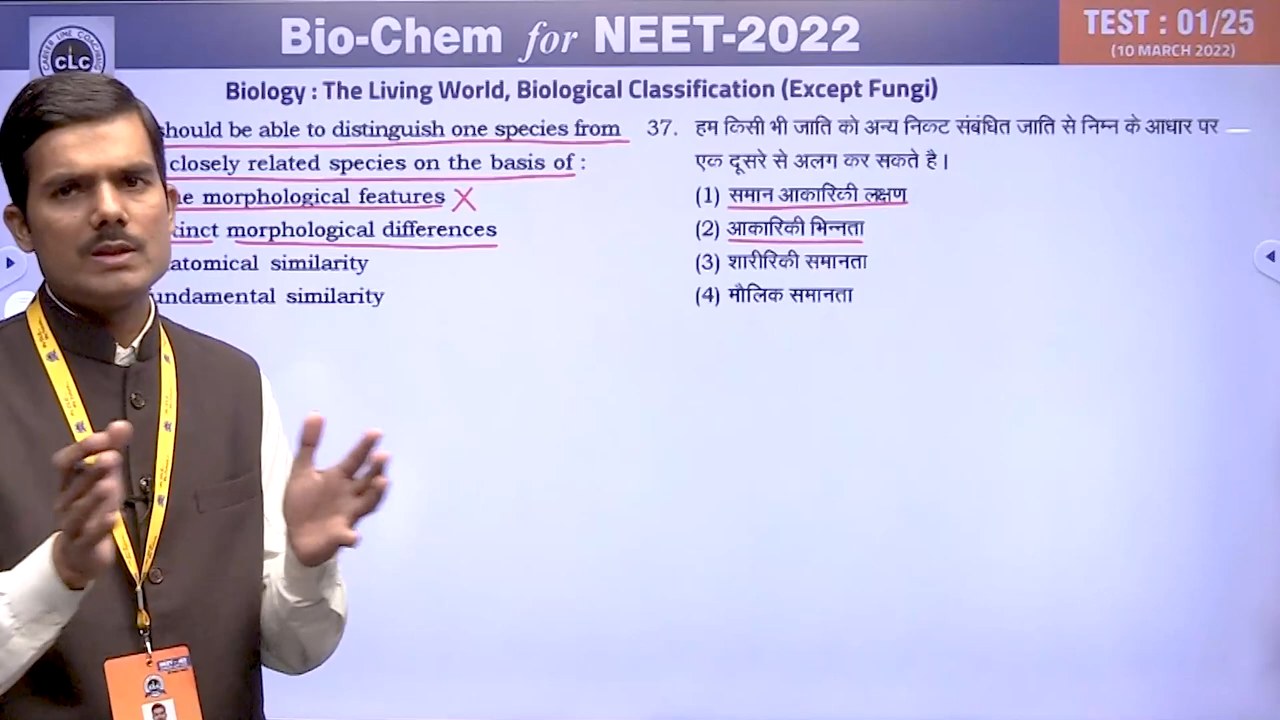 Bio-Chem for NEET-2022
TEST : 01/25
(10 MARCH 2022)
CLC
Biology : The Living World, Biological Classification (Except Fungi)
should be able to distinguish one species from
closely related species on the basis of :
morphological features
morphological differences
similarity
similarity
37. हम किसी भी जाति को अन्य निकट संबंधित जाति से निम्न के आधार पर
एक दूसरे से अलग कर सकते है।
(1) समान आकारिकी लक्षण
(2) आकारिकी भिन्नता
(3) शारीरिकी समानता
(4) मौलिक समानता